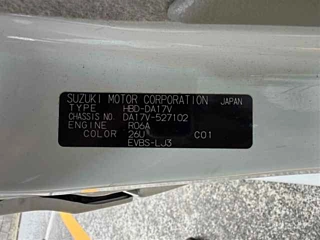 SUZUKI MOTOR CORPORATION JAPAN
TYPE HBD-DA17V
CHASSIS NO. DA17V-527102
ENGINE R06A
COLOR 26U C01
EVBS-LJ3